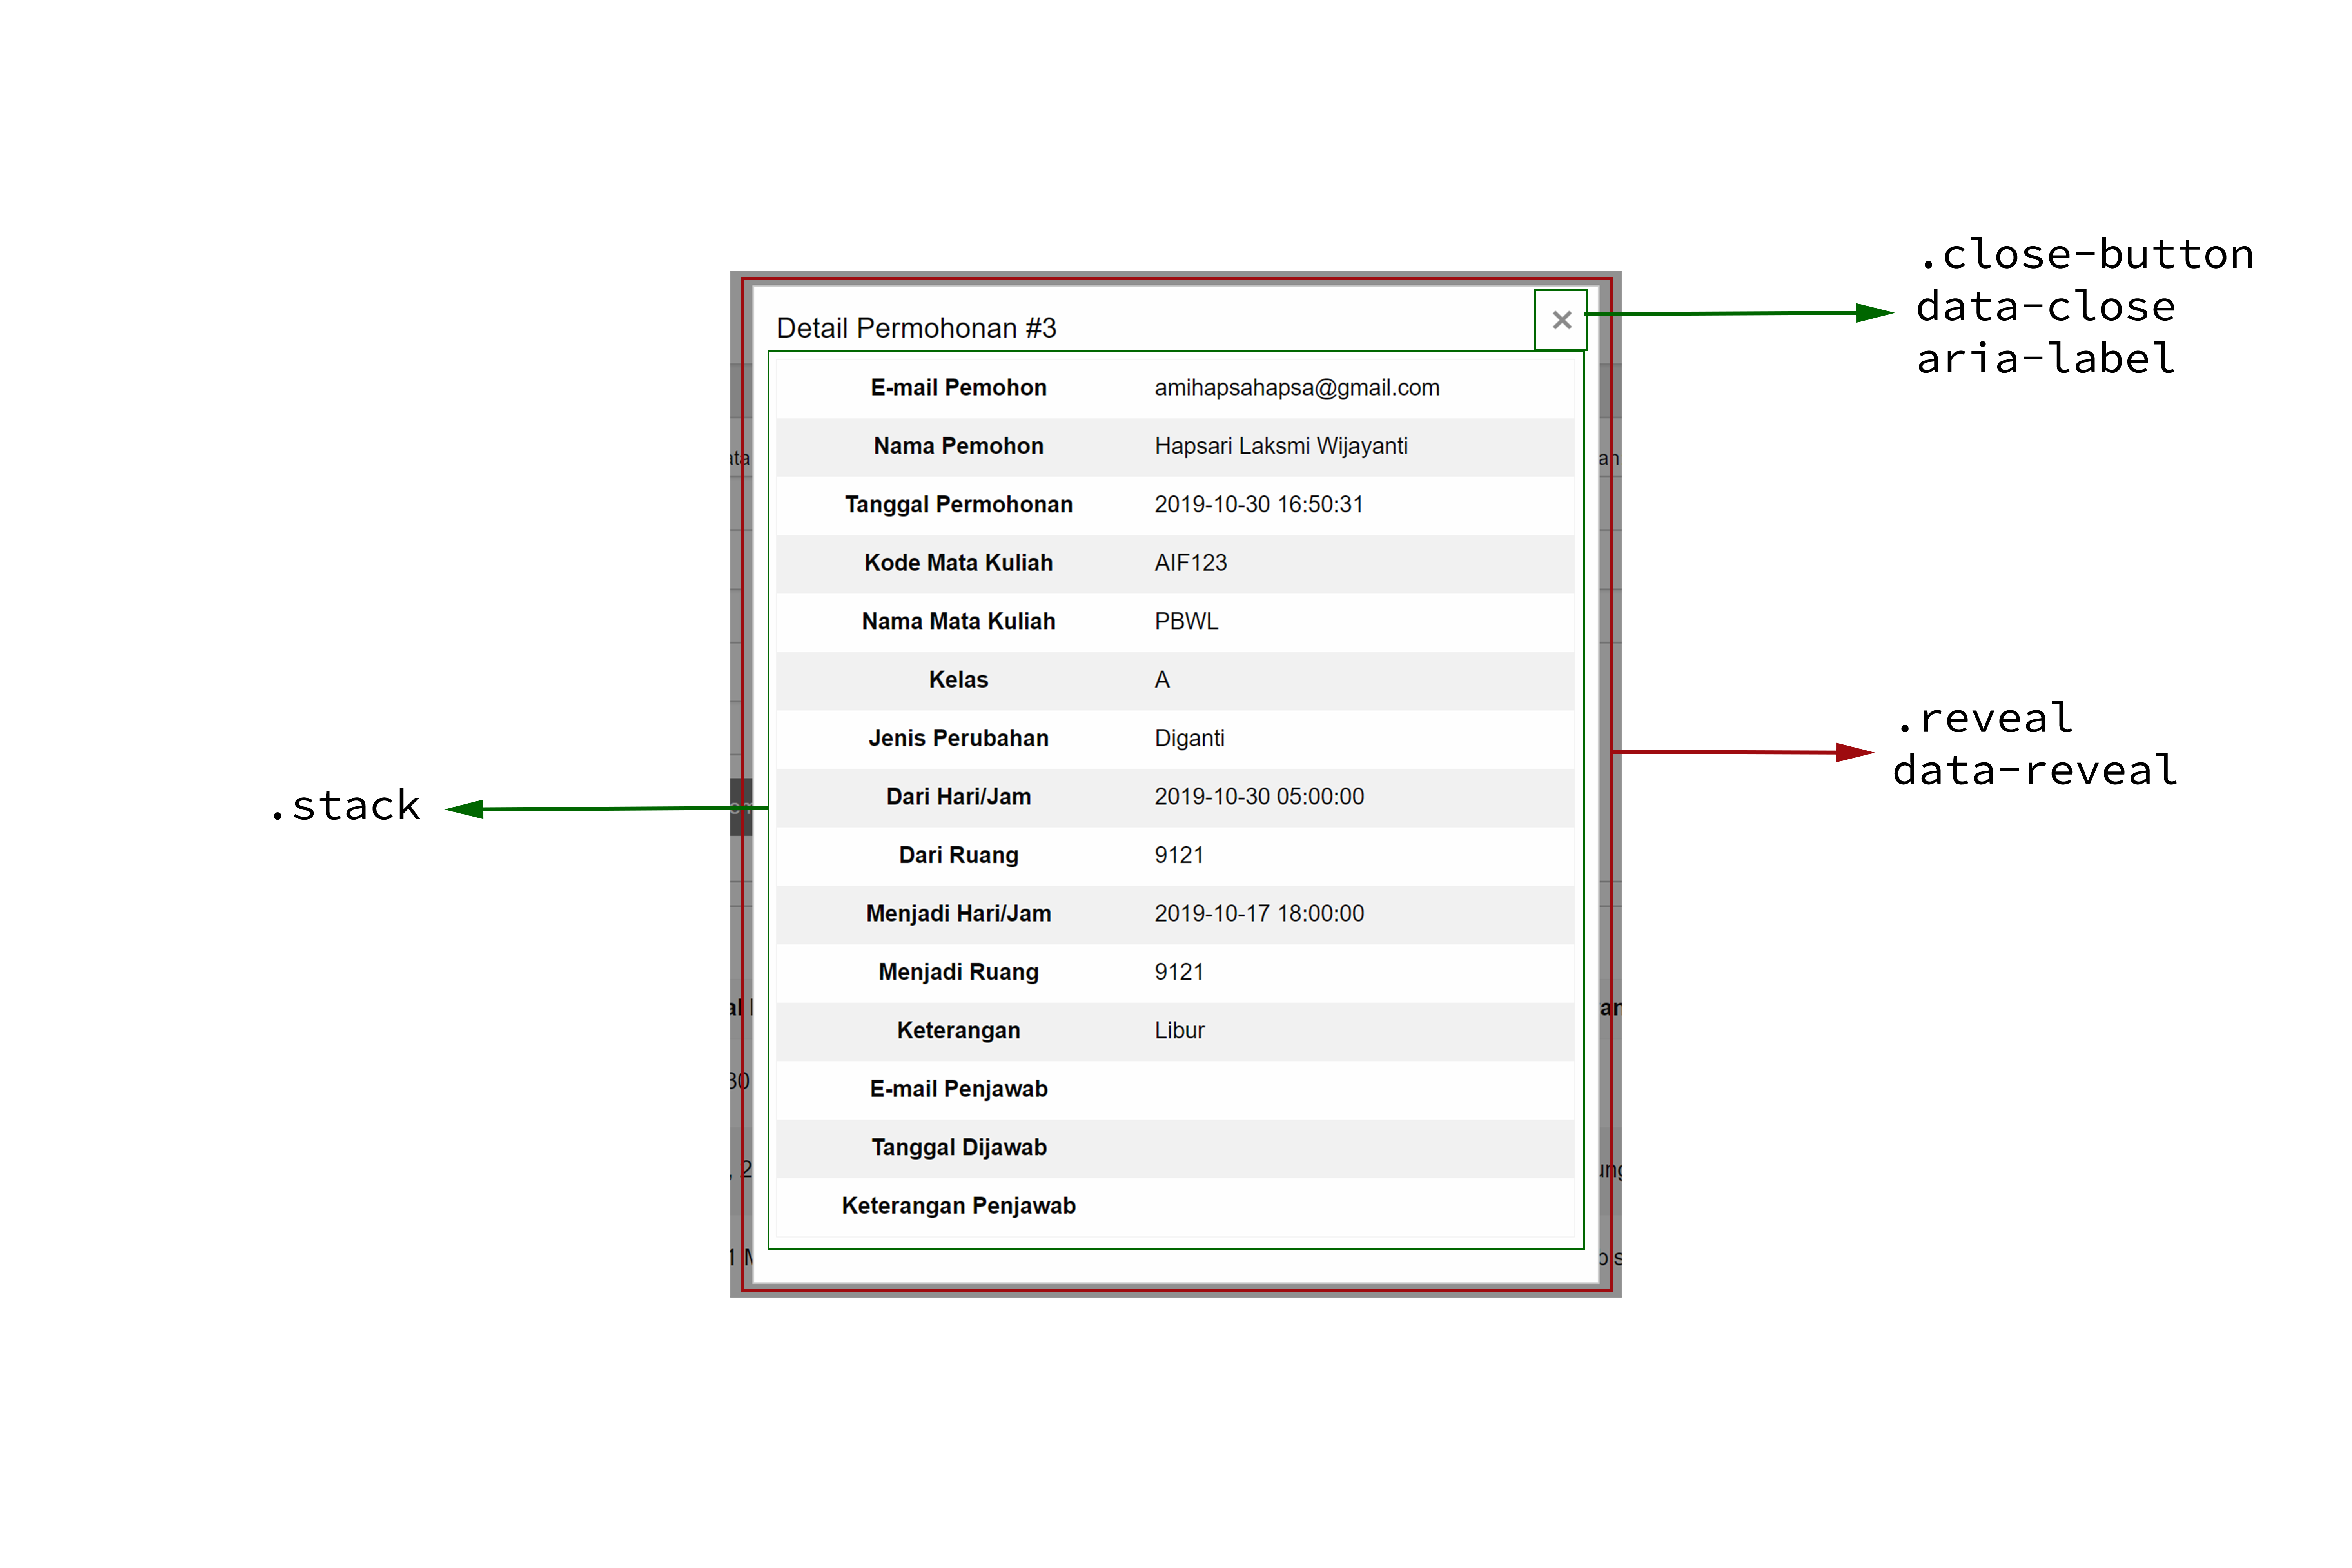 .close-button
data-close
aria-label
Detail Permohonan #3
×
E-mail Pemohon amihapsahapsa@gmail.com
Nama Pemohon Hapsari Laksmi Wijayanti
Tanggal Permohonan 2019-10-30 16:50:31
Kode Mata Kuliah AIF123
Nama Mata Kuliah PBWL
Kelas A
Jenis Perubahan Diganti
Dari Hari/Jam 2019-10-30 05:00:00
Dari Ruang 9121
Menjadi Hari/Jam 2019-10-17 18:00:00
Menjadi Ruang 9121
Keterangan Libur
E-mail Penjawab
Tanggal Dijawab
Keterangan Penjawab
.reveal
data-reveal
.stack